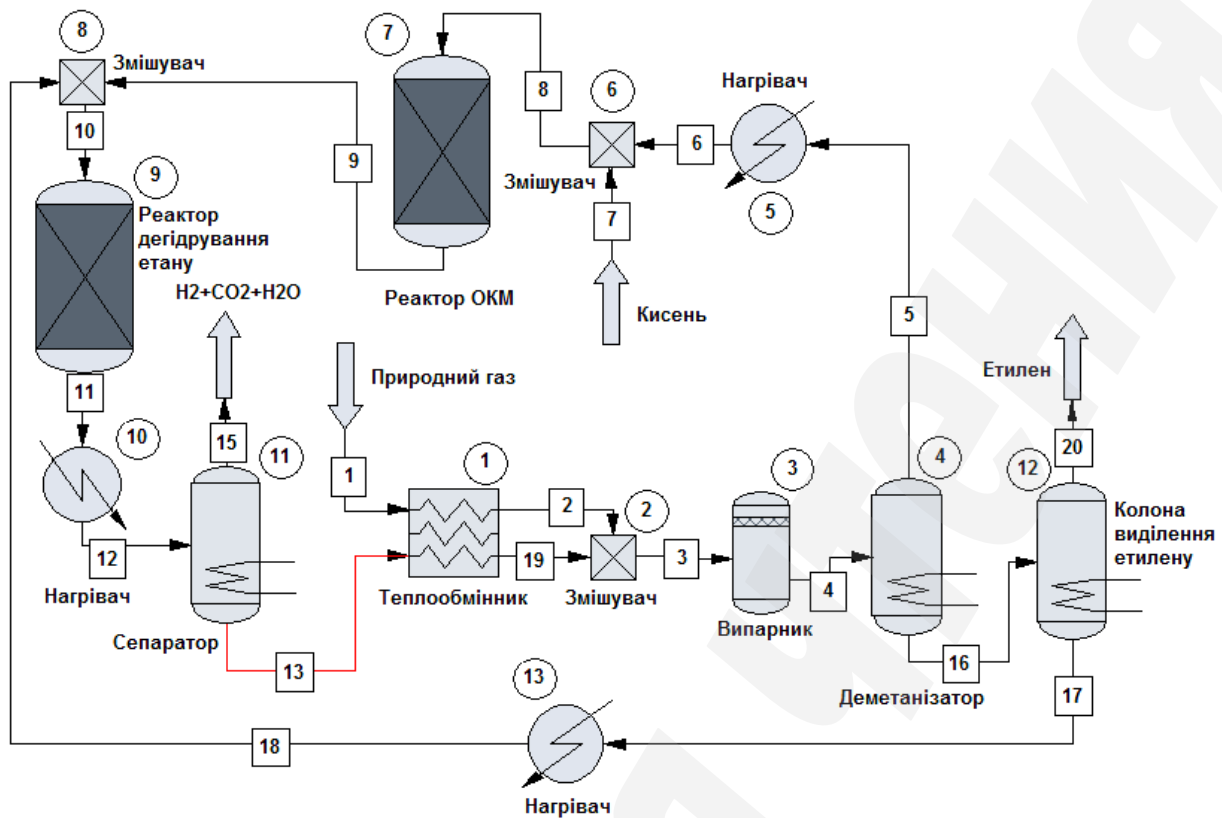 8
Змішувач
7
Нагрівач
6
8
6
10
9
9
Змішувач
5
7
Реактор
дегідрування
етану
H2+CO2+H2O
Реактор ОКМ
Кисень
5
Природний газ
Етилен
11
10
15
11
1
1
20
3
4
12
2
2
Колона
виділення
етилену
12
19
3
4
Нагрівач
Теплообмінник
Змішувач
Випарник
Сепаратор
13
16
Деметанізатор
17
13
18
Нагрівач